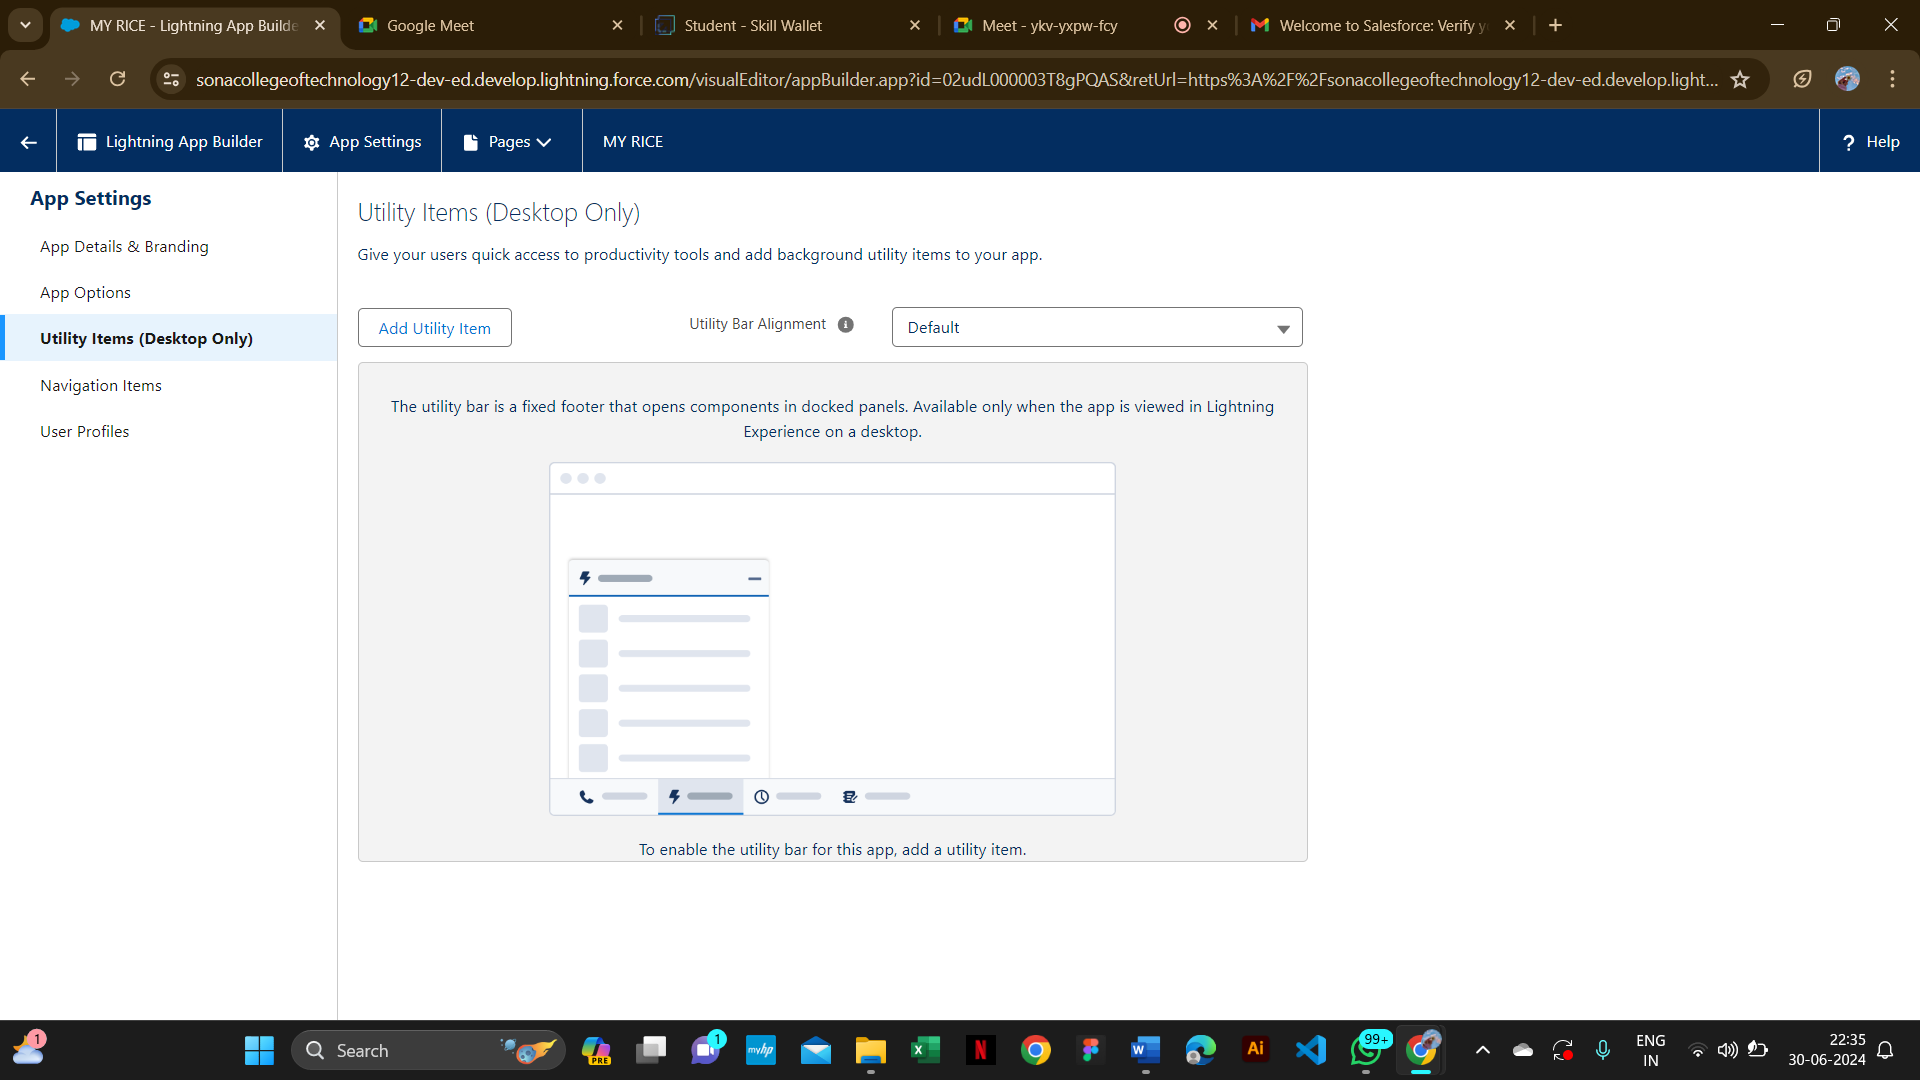 MY RICE - Lightning App Builde
Google Meet
Student - Skill Wallet
Meet - ykv-yxpw-fcy
Welcome to Salesforce: Verify y
sonacollegeoftechnology12-dev-ed.develop.lightning.force.com/visualEditor/appBuilder.app?id=02udL000003T8gPQAS&retUrl=https%3A%2F%2Fsonacollegeoftechnology12-dev-ed.develop.light...
Lightning App Builder
App Settings
Pages
MY RICE
? Help
App Settings
App Details & Branding
App Options
Utility Items (Desktop Only)
Navigation Items
User Profiles
Utility Items (Desktop Only)
Give your users quick access to productivity tools and add background utility items to your app.
Add Utility Item
Utility Bar Alignment
Default
The utility bar is a fixed footer that opens components in docked panels. Available only when the app is viewed in Lightning
Experience on a desktop.
To enable the utility bar for this app, add a utility item.
1
Search
PRE
1
myhp
X
N
W
Ai
99+
ENG
IN
22:35
30-06-2024